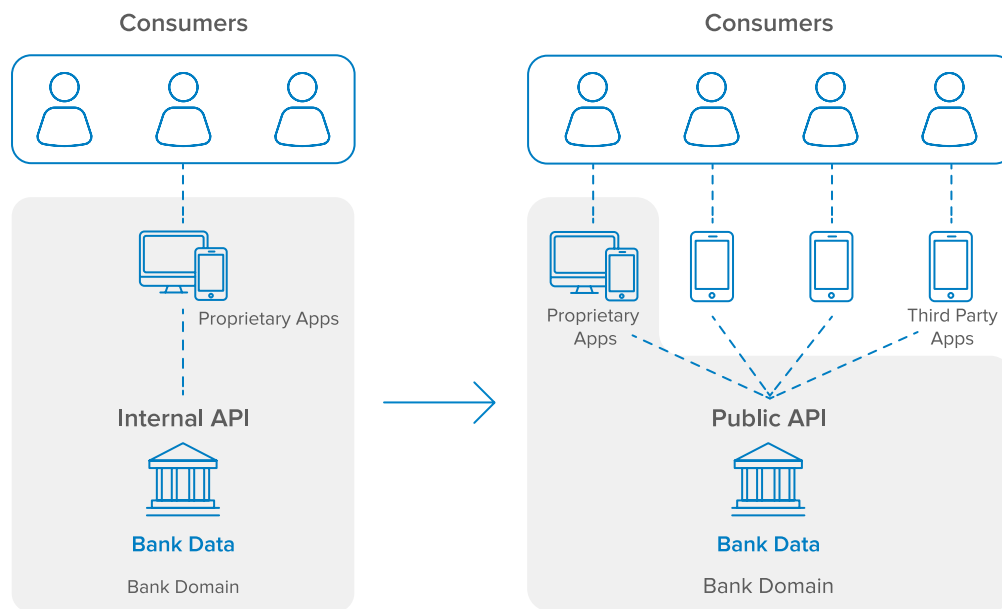 Consumers
Proprietary Apps
Internal API
Bank Data
Bank Domain
Consumers
Proprietary
Apps
Third Party
Apps
Public API
Bank Data
Bank Domain